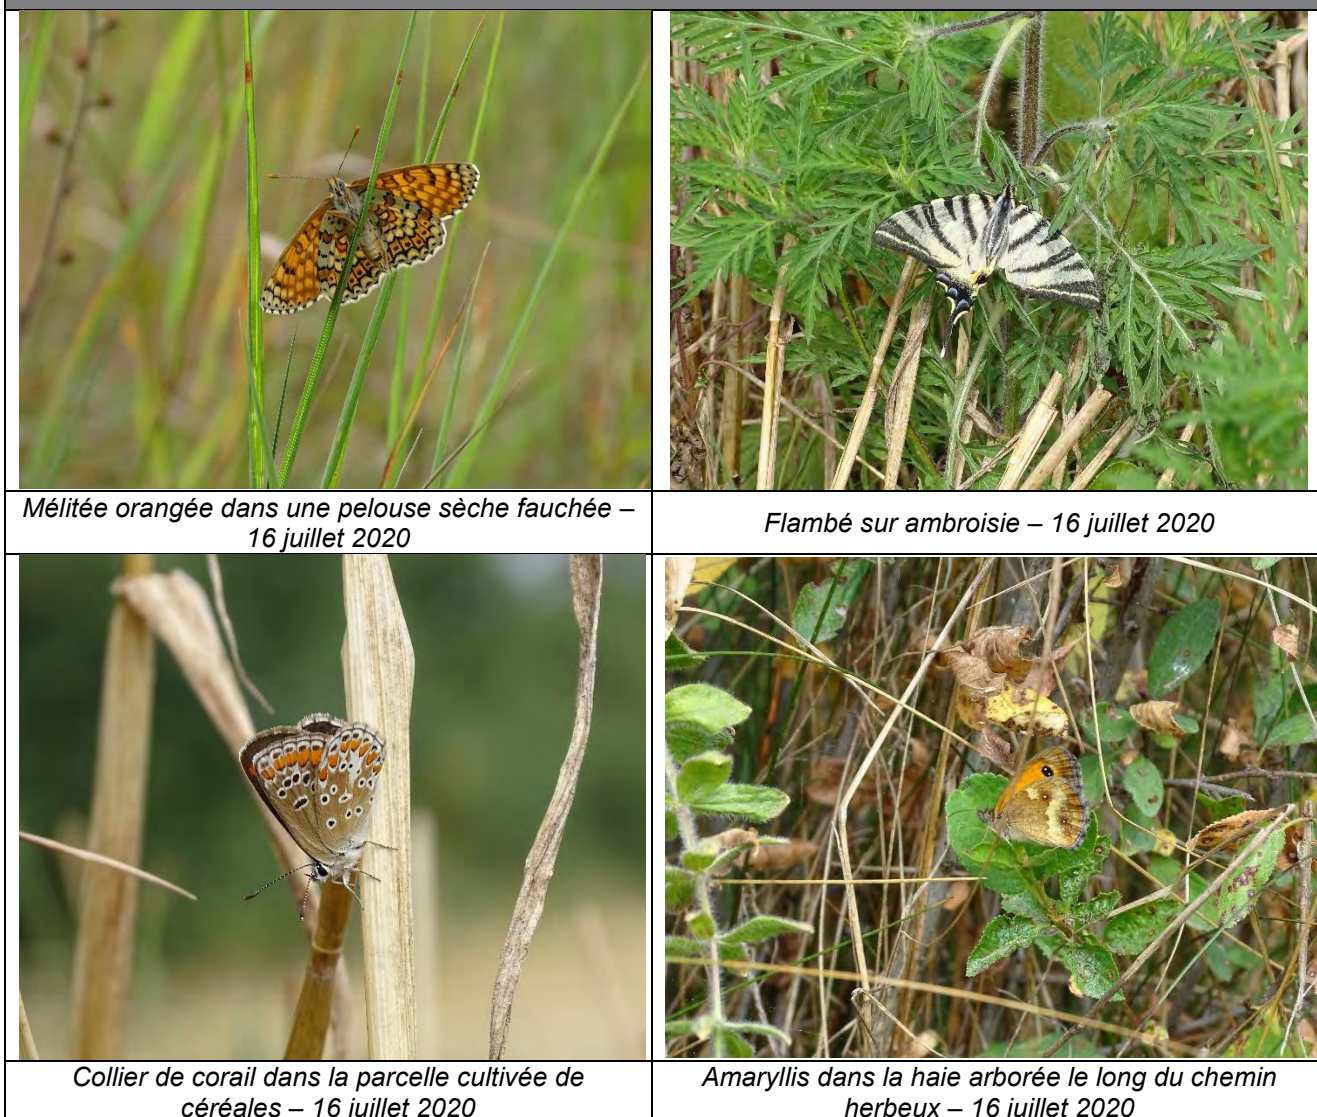 Mélitée orangée dans une pelouse sèche fauchée –
16 juillet 2020
Flambé sur ambroisie – 16 juillet 2020
Collier de corail dans la parcelle cultivée de
céréales – 16 juillet 2020
Amaryllis dans la haie arborée le long du chemin
herbeux – 16 juillet 2020